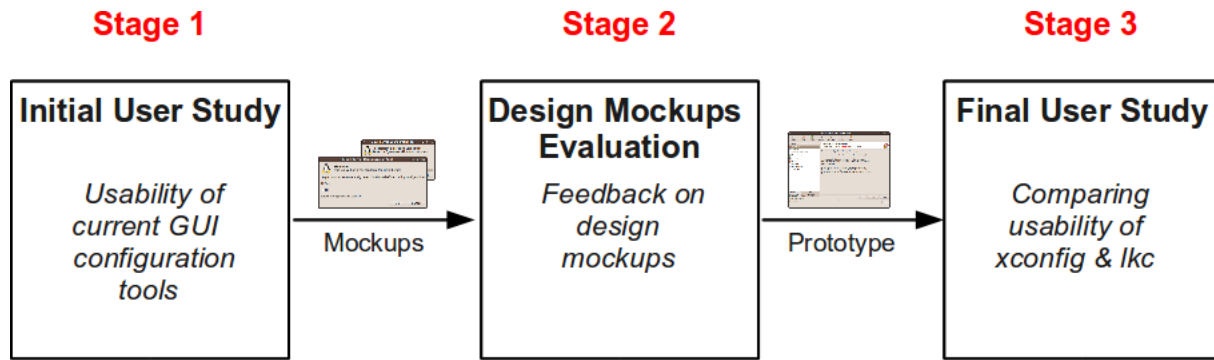 Stage 1
Stage 2
Stage 3
Initial User Study
Usability of
current GUI
configuration
tools
Mockups
Design Mockups
Evaluation
Feedback on
design
mockups
Prototype
Final User Study
Comparing
usability of
xconfig & lkc